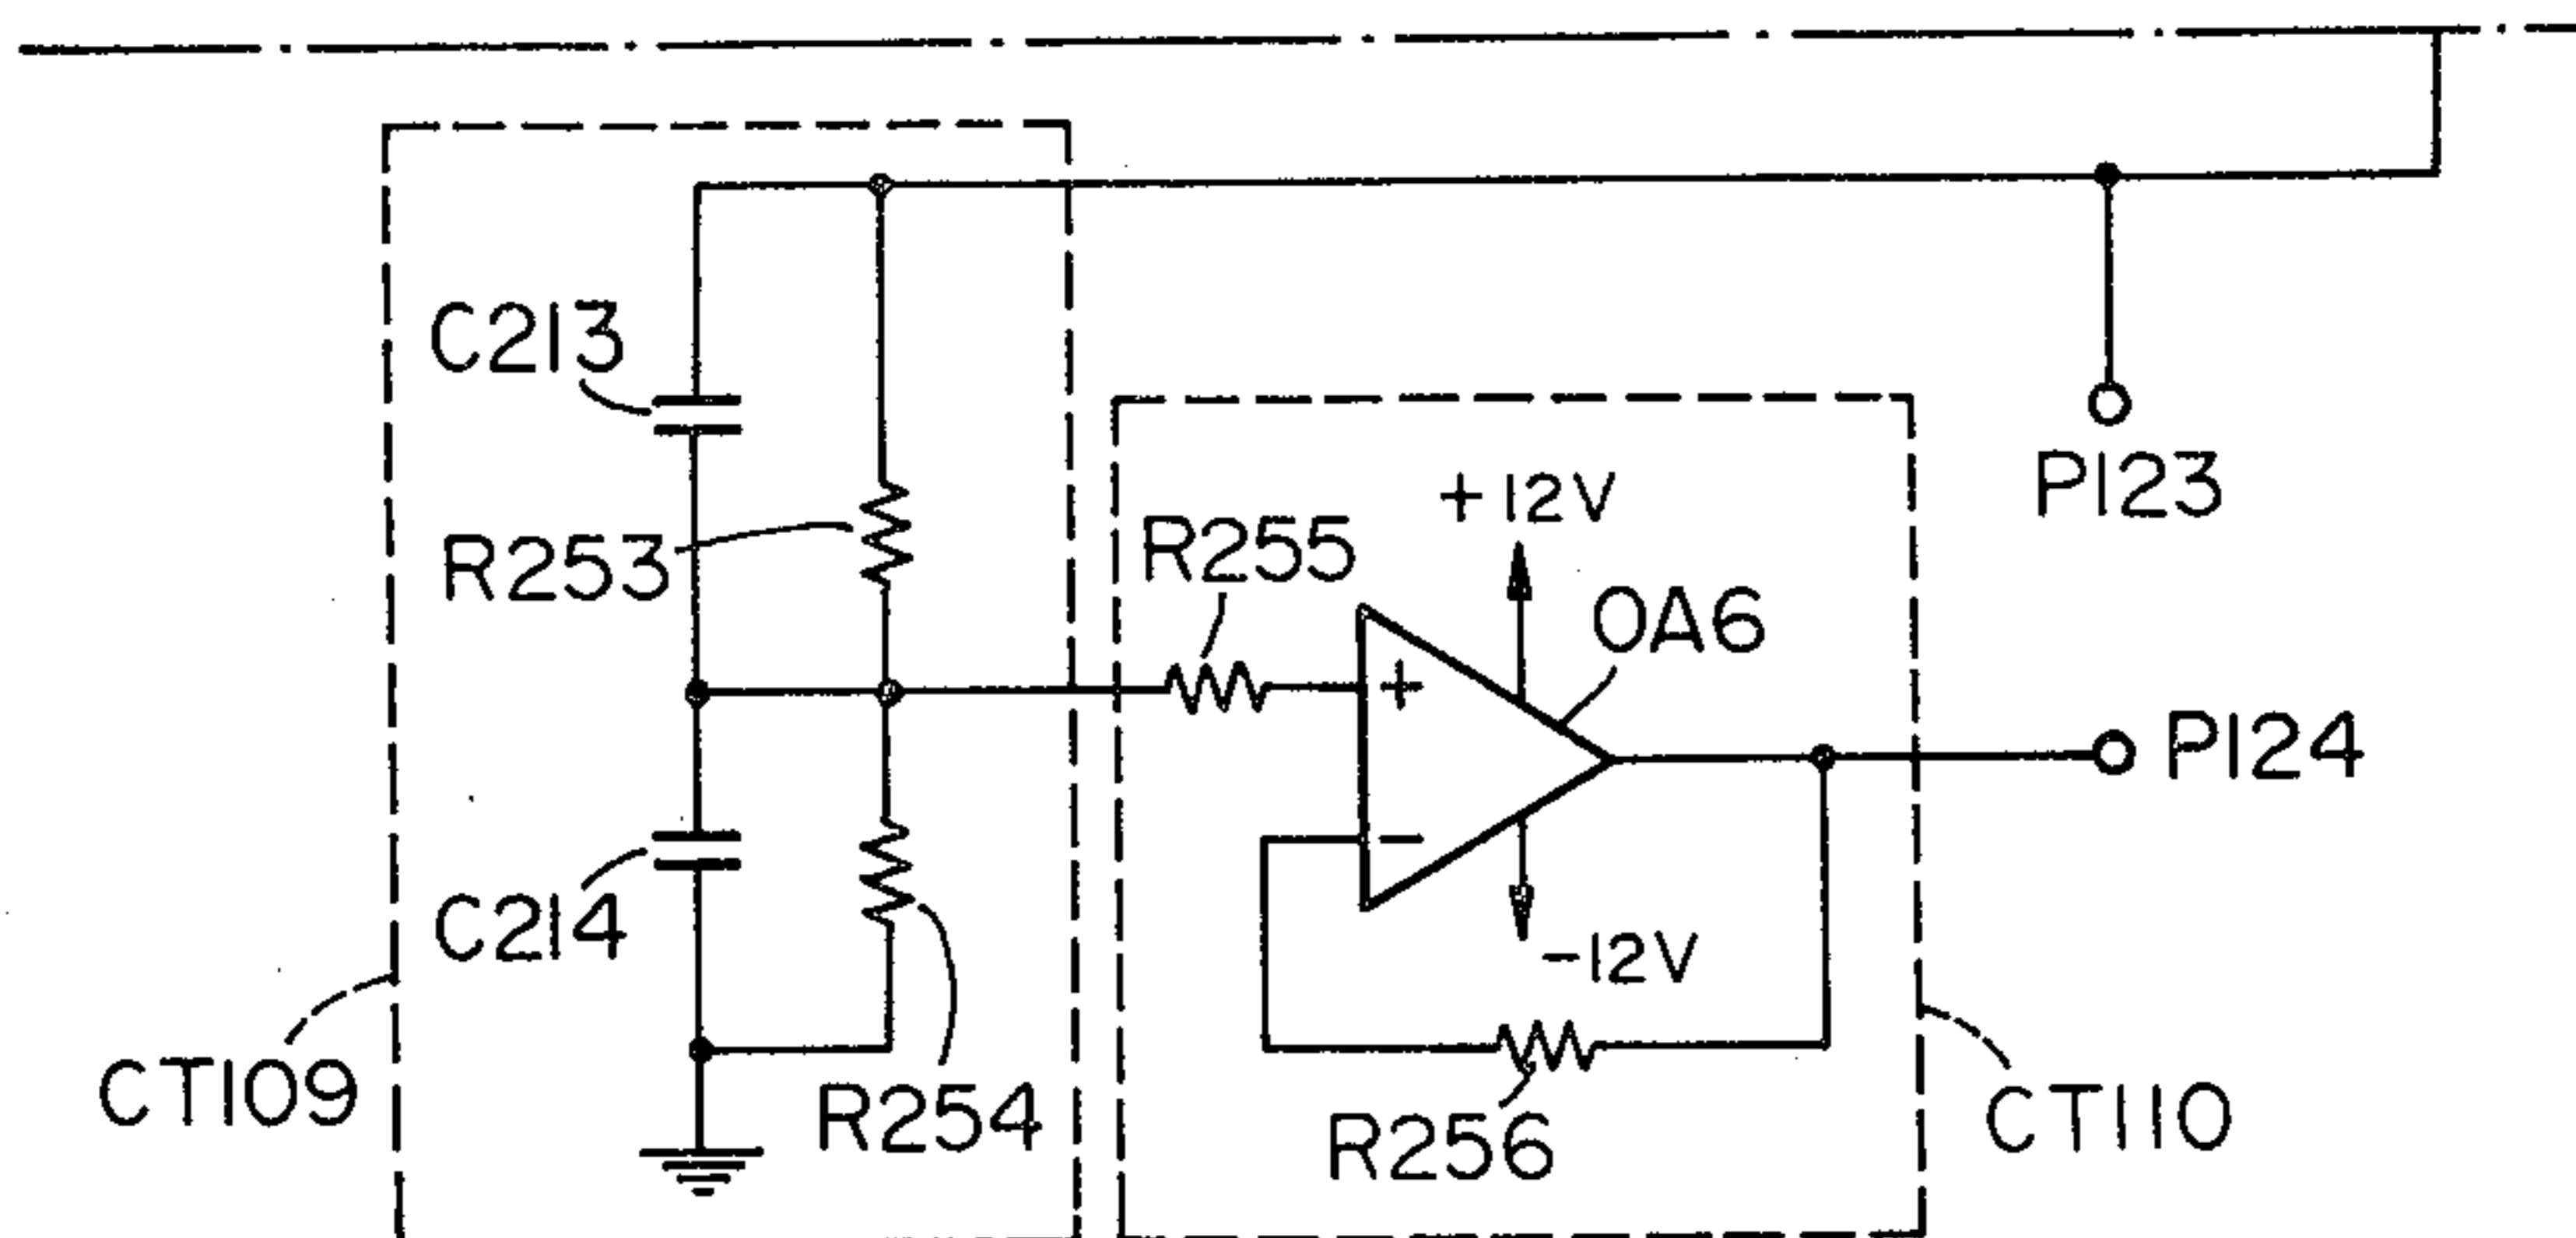 C213
R253
C214
CT109
R254
R255
+12V
OA6
+
-
-12V
R256
P123
P124
CT110